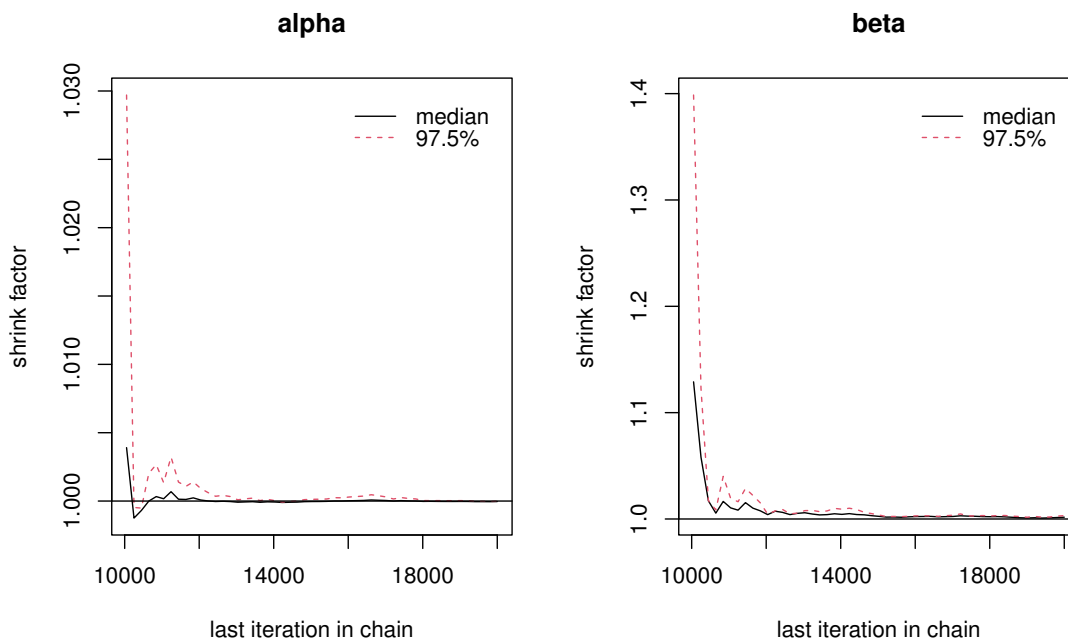 alpha
shrink factor
1.030
1.020
1.010
1.000
median
97.5%
10000 14000 18000
last iteration in chain
beta
shrink factor
1.4
1.3
1.2
1.1
1.0
median
97.5%
10000 14000 18000
last iteration in chain